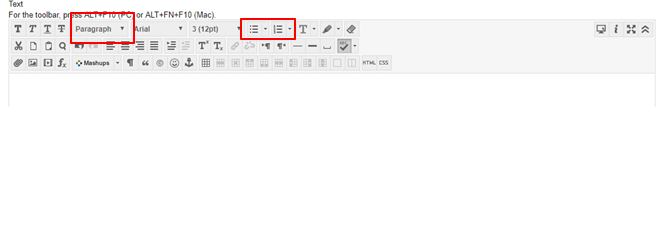 Text
For the toolbar, press ALT+F10 (PC) or ALT+FN+F10 (Mac).
T T T T Paragraph Arial 3 (12pt) T
T× T×
fx Mashups ¶ “ © HTML CSS